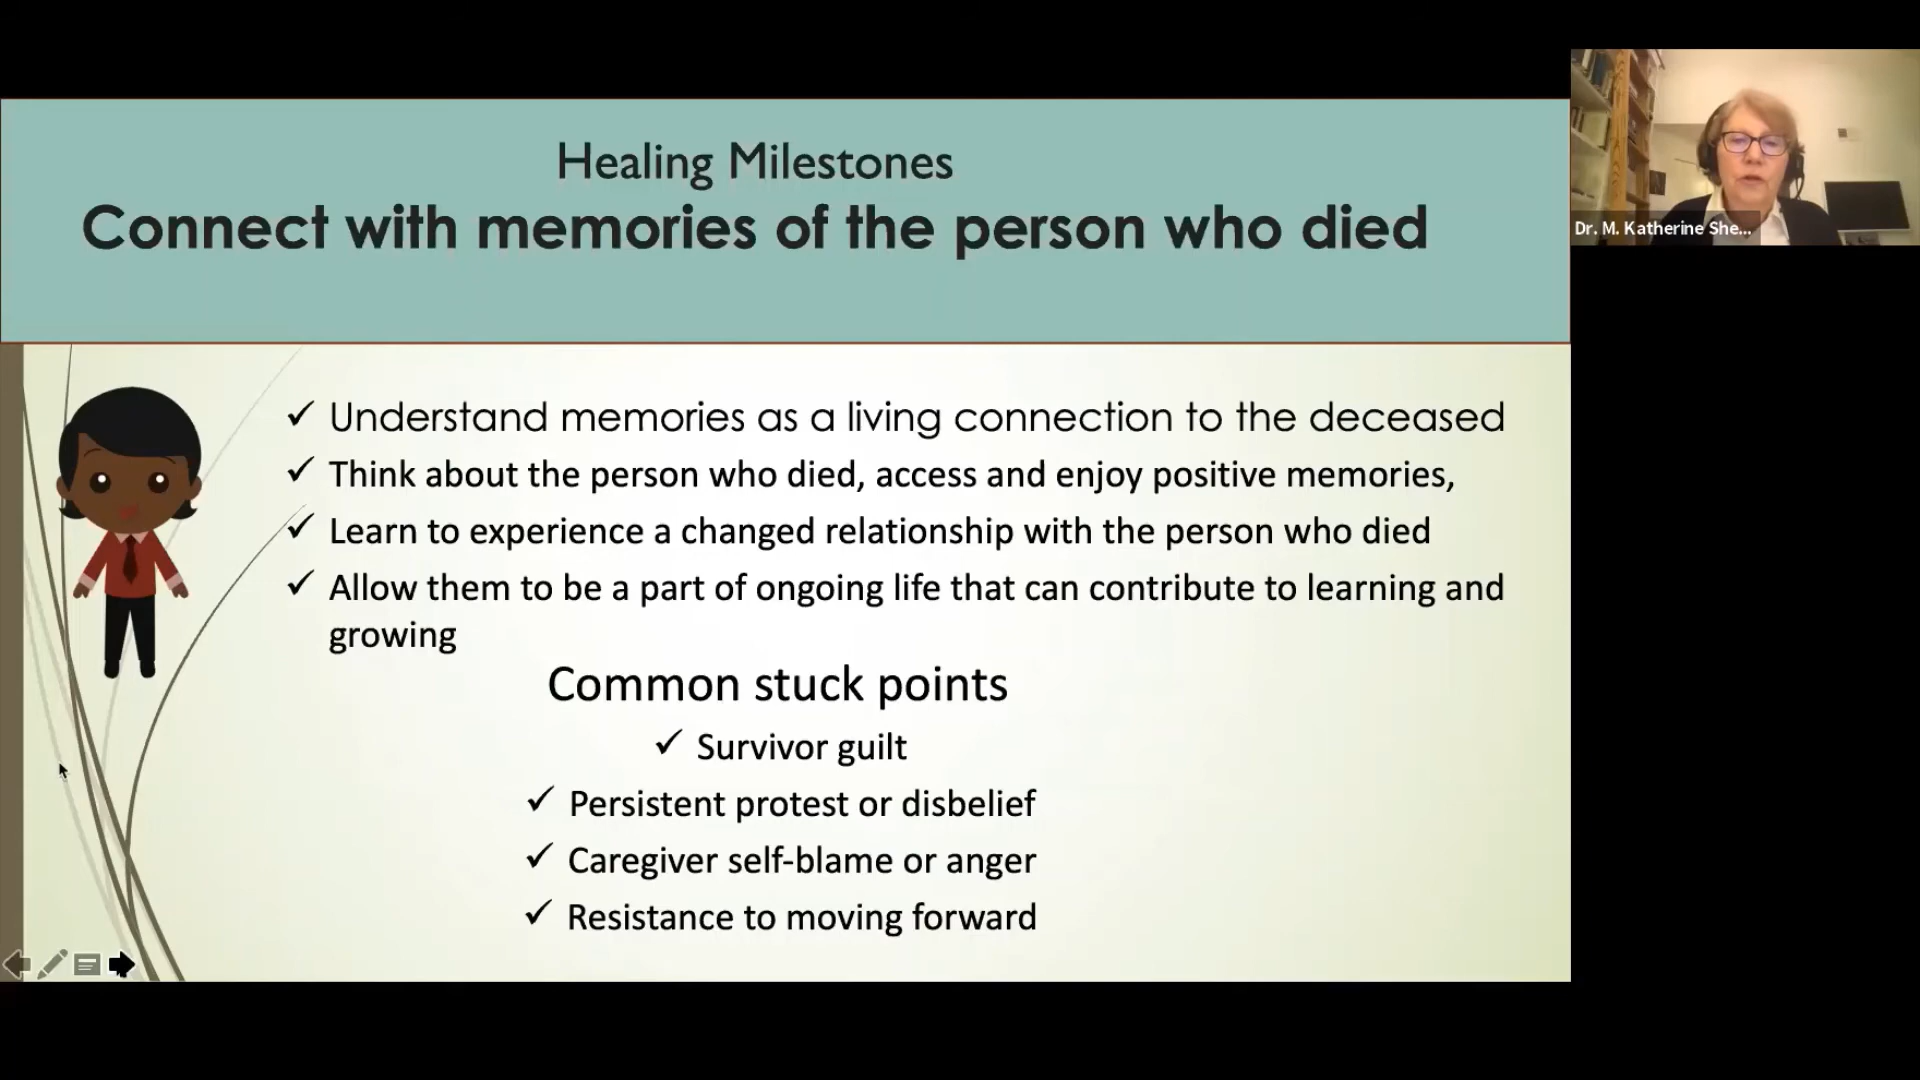 Healing Milestones
Connect with memories of the person who died
Dr. M. Katherine She...
✓ Understand memories as a living connection to the deceased
✓ Think about the person who died, access and enjoy positive memories,
✓ Learn to experience a changed relationship with the person who died
✓ Allow them to be a part of ongoing life that can contribute to learning and
growing
Common stuck points
✓ Survivor guilt
✓ Persistent protest or disbelief
✓ Caregiver self-blame or anger
✓ Resistance to moving forward